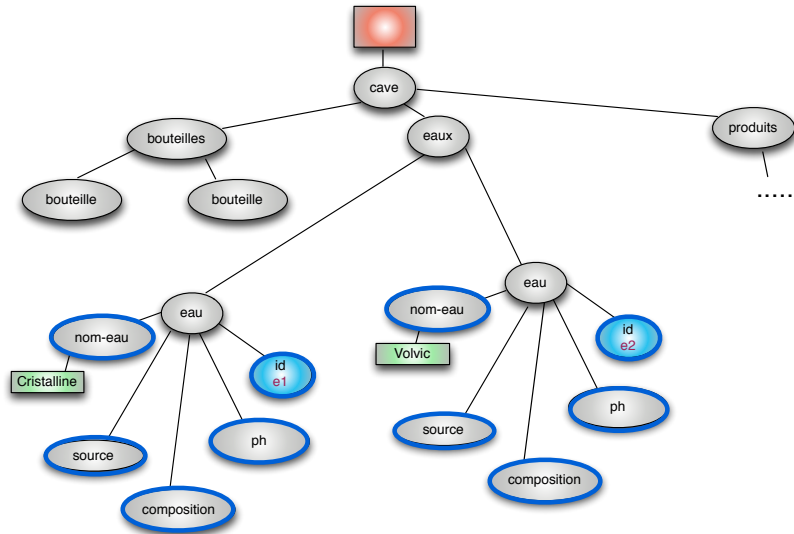 cave
bouteilles
eaux
produits
bouteille
bouteille
.....
eau
nom-eau
Cristalline
id
e1
source
ph
composition
eau
nom-eau
Volvic
id
e2
source
ph
composition